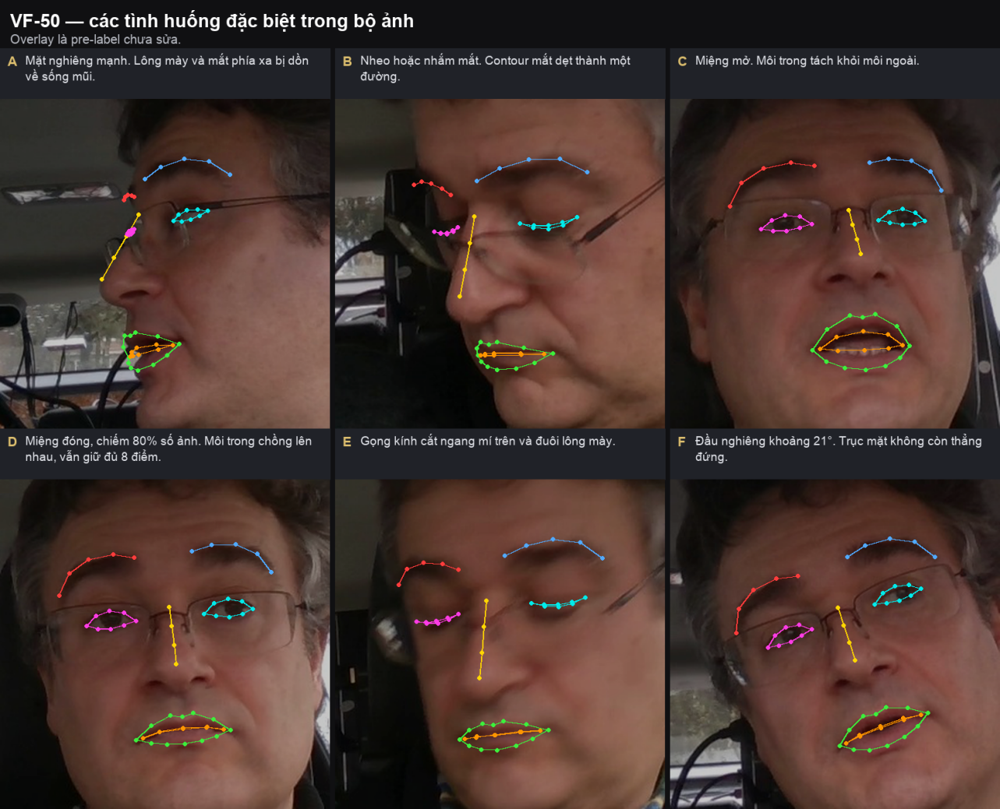 VF-50 — các tình huống đặc biệt trong bộ ảnh
Overlay là pre-label chưa sửa.
A Mặt nghiêng mạnh. Lông mày và mắt phía xa bị dồn
về sống mũi.
B Nheo hoặc nhắm mắt. Contour mắt dẹt thành một
đường.
C Miệng mở. Môi trong tách khỏi môi ngoài.
D Miệng đóng, chiếm 80% số ảnh. Môi trong chồng lên
nhau, vẫn giữ đủ 8 điểm.
E Gọng kính cắt ngang mí trên và đuôi lông mày.
F Đầu nghiêng khoảng 21°. Trục mặt không còn thẳng
đứng.